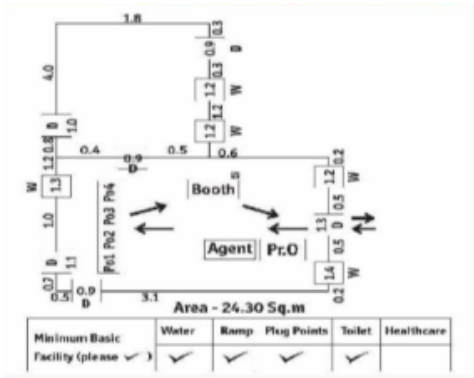 1.8
0.3
0.9 D
0.3
4.0
1.2 W
1.2
1.0
D
1.2 W
0.8
0.4 0.5 0.6
0.9
D
1.2
0.2
W 1.3
1.2 W
Booth
.5
0.5
1.0
Po1 Po2 Po3 Po4
1.3 D
Agent Pr.O
0.5
D
1.1
1.4 W
0.7
0.5 0.9 3.1
D
0.2
Area - 24.30 Sq.m
Minimum Basic Facility (please ✓ ) Water Ramp Plug Points Toilet Healthcare
✓ ✓ ✓ ✓